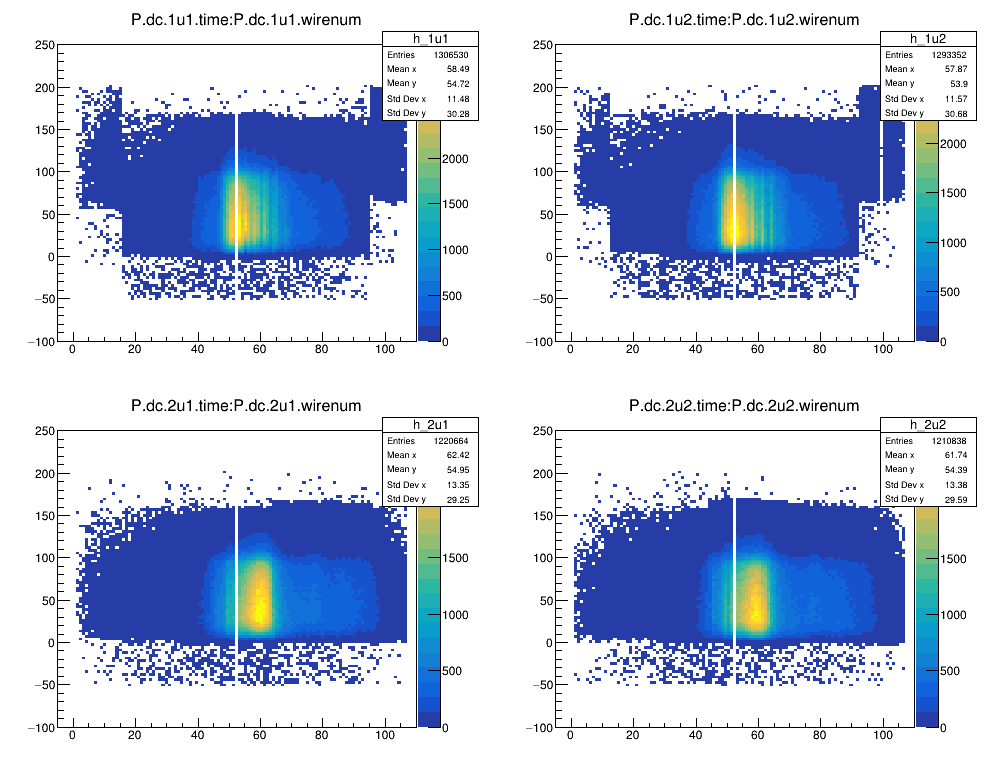 P.dc.1u1.time:P.dc.1u1.wirenum
h_1u1
Entries 1306530
Mean x 58.49
Mean y 54.72
Std Dev x 11.48
Std Dev y 30.28
250
200
150
100
50
0
−50
−100
0 20 40 60 80 100
2000
1500
1000
500
0
P.dc.1u2.time:P.dc.1u2.wirenum
h_1u2
Entries 1293352
Mean x 57.87
Mean y 53.9
Std Dev x 11.57
Std Dev y 30.68
250
200
150
100
50
0
−50
−100
0 20 40 60 80 100
2000
1500
1000
500
0
P.dc.2u1.time:P.dc.2u1.wirenum
h_2u1
Entries 1220664
Mean x 62.42
Mean y 54.95
Std Dev x 13.35
Std Dev y 29.25
250
200
150
100
50
0
−50
−100
0 20 40 60 80 100
1500
1000
500
0
P.dc.2u2.time:P.dc.2u2.wirenum
h_2u2
Entries 1210838
Mean x 61.74
Mean y 54.39
Std Dev x 13.38
Std Dev y 29.59
250
200
150
100
50
0
−50
−100
0 20 40 60 80 100
1500
1000
500
0